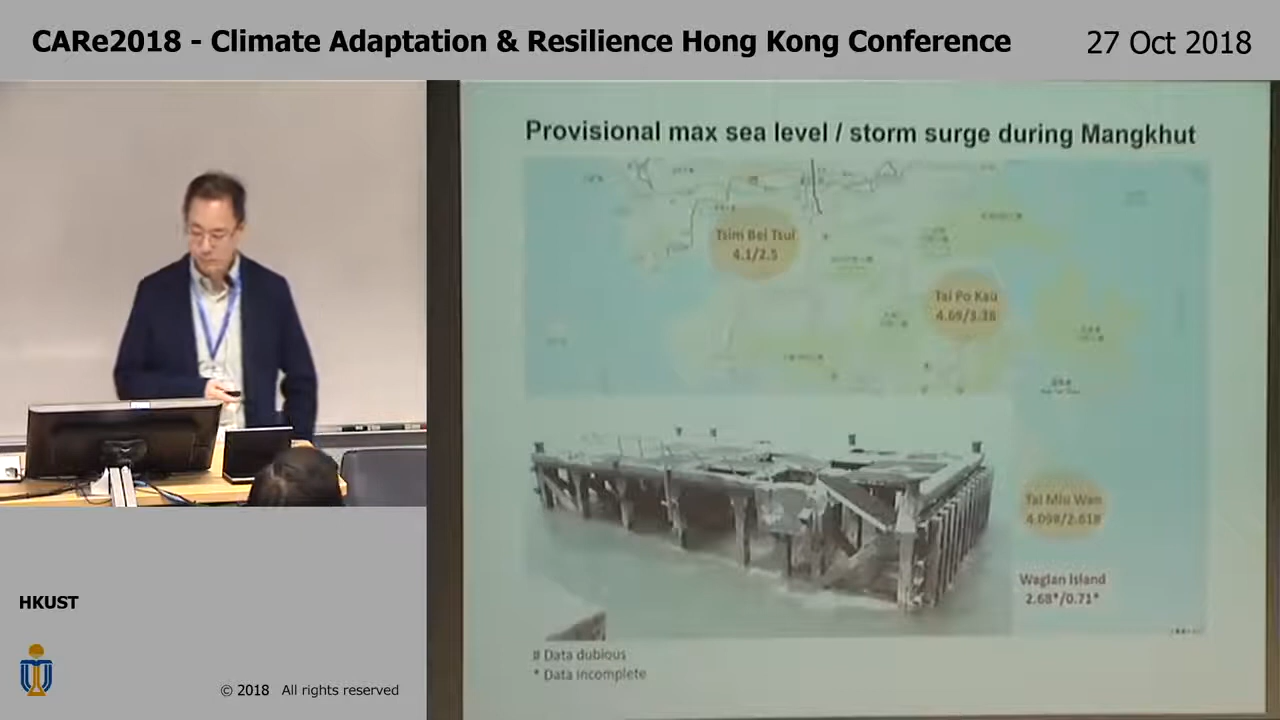 CARe2018 - Climate Adaptation & Resilience Hong Kong Conference
27 Oct 2018
Provisional max sea level / storm surge during Mangkhut
Tsim Bei Tsui
4.1/2.5
Tai Po Kau
4.69/3.38
Tai Miu Wan
4.09#/2.61#
Waglan Island
2.68*/0.71*
# Data dubious
* Data incomplete
HKUST
© 2018 All rights reserved